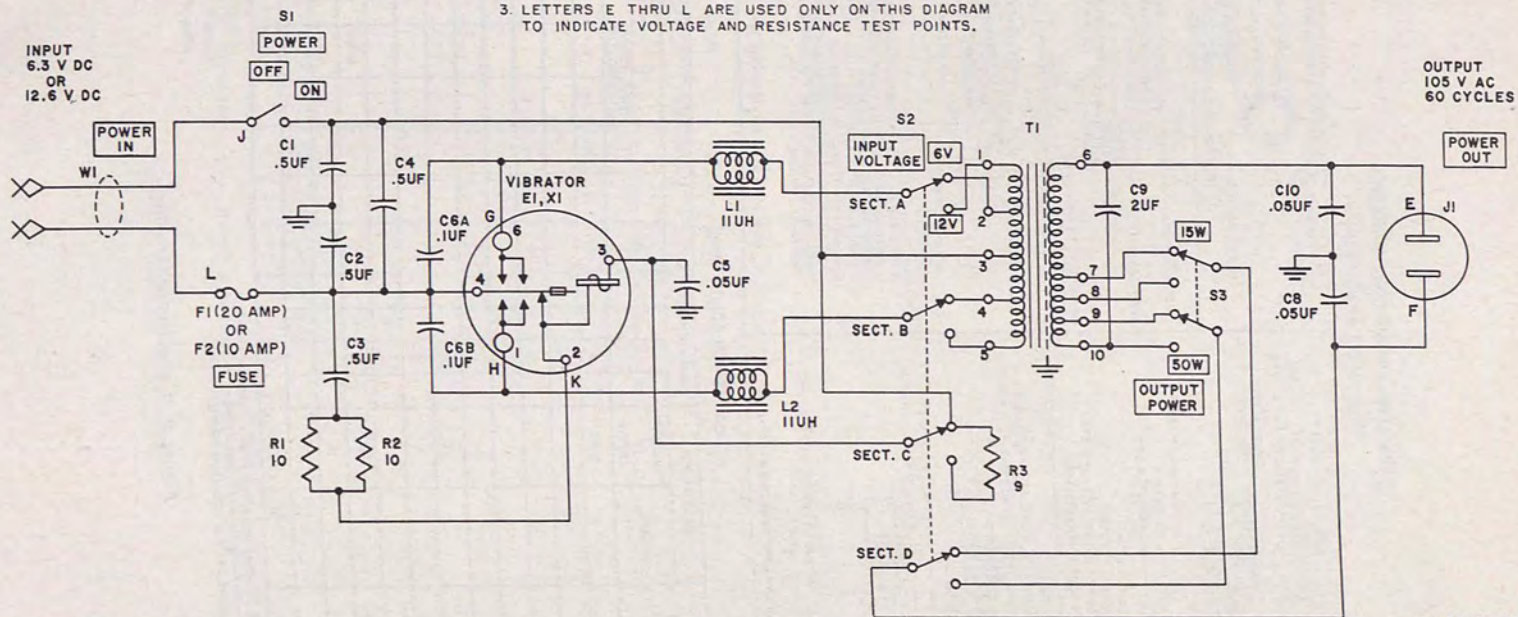 3. LETTERS E THRU L ARE USED ONLY ON THIS DIAGRAM
TO INDICATE VOLTAGE AND RESISTANCE TEST POINTS.
INPUT
6.3 V DC
OR
12.6 V DC
S1
POWER
OFF
ON
J
POWER
IN
W1
L
F1(20 AMP)
OR
F2(10 AMP)
FUSE
C1
.5UF
C2
.5UF
C4
.5UF
C3
.5UF
R1
10
R2
10
C6A
.1UF
C6B
.1UF
VIBRATOR
E1,X1
G
6
3
4
1
2
H
K
C5
.05UF
L1
11UH
L2
11UH
S2
INPUT
VOLTAGE
6V
12V
SECT. A
SECT. B
SECT. C
SECT. D
R3
9
T1
1
2
3
4
5
6
7
8
9
10
C9
2UF
15W
S3
50W
OUTPUT
POWER
C10
.05UF
C8
.05UF
E
J1
F
OUTPUT
105 V AC
60 CYCLES
POWER
OUT